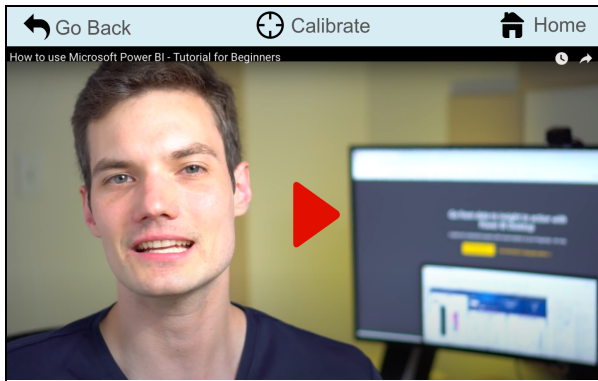 Go Back
Calibrate
Home
How to use Microsoft Power BI - Tutorial for Beginners